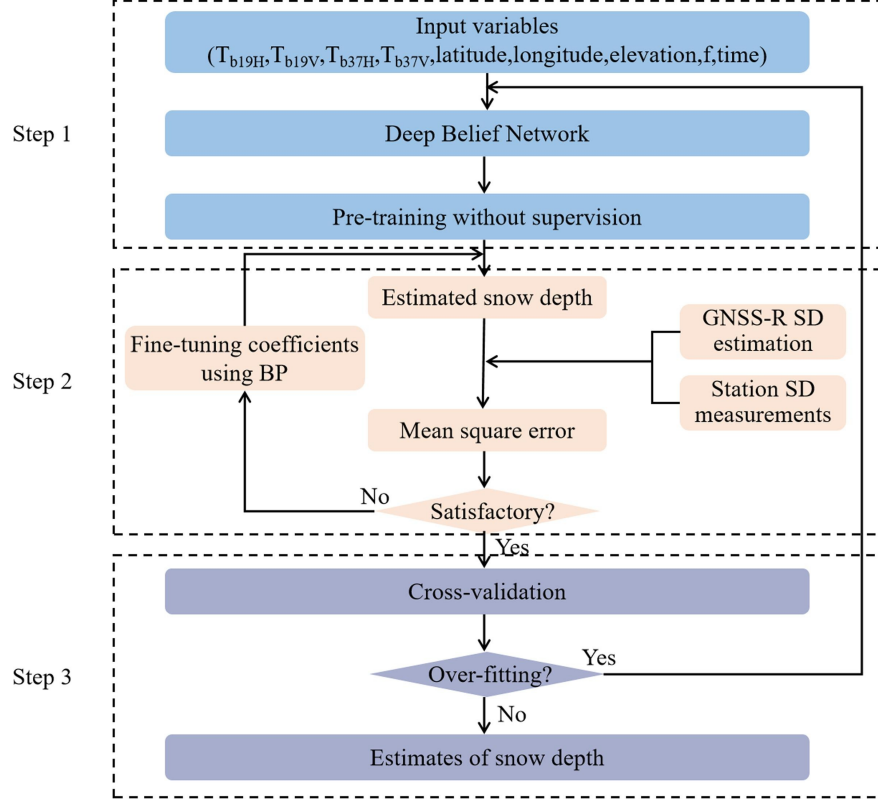 Input variables
(Tb19H,Tb19V,Tb37H,Tb37V,latitude,longitude,elevation,f,time)
Step 1
Deep Belief Network
Pre-training without supervision
Estimated snow depth
GNSS-R SD
estimation
Fine-tuning coefficients
using BP
Step 2
Station SD
measurements
Mean square error
No
Satisfactory?
Yes
Cross-validation
Step 3
Over-fitting?
Yes
No
Estimates of snow depth